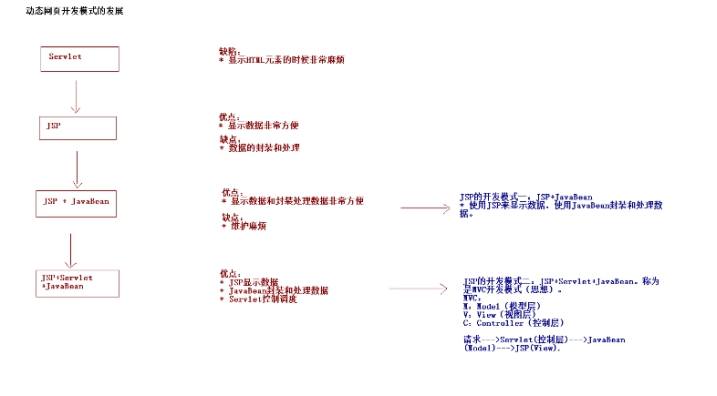 动态网页开发模式的发展
Servlet
缺陷：
* 显示HTML元素的时候非常麻烦
JSP
优点：
* 显示数据非常方便
缺点：
* 数据的封装和处理
JSP + JavaBean
优点：
* 显示数据和封装处理数据非常方便
缺点：
* 维护麻烦
JSP的开发模式一：JSP+JavaBean
* 使用JSP来显示数据，使用JavaBean封装和处理数
据。
JSP+Servlet
+JavaBean
优点：
* JSP显示数据
* JavaBean封装和处理数据
* Servlet控制调度
JSP的开发模式二：JSP+Servlet+JavaBean。称为
是MVC开发模式（思想）。
MVC：
M：Model（模型层）
V：View（视图层）
C：Controller（控制层）
请求--->Servlet(控制层)--->JavaBean
(Model)--->JSP(View).